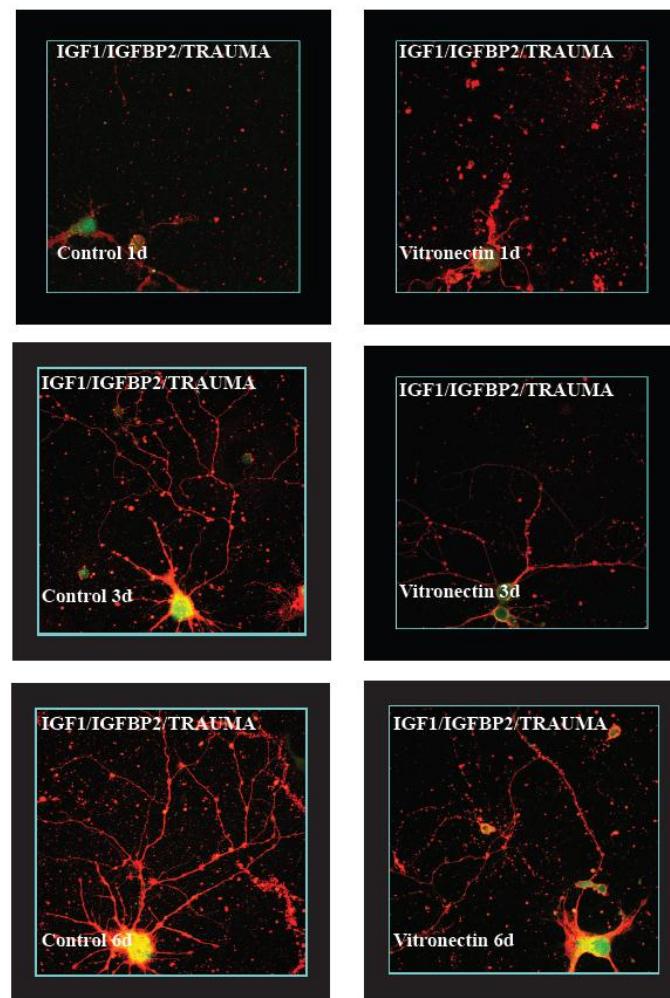 IGF1/IGFBP2/TRAUMA
Control 1d
IGF1/IGFBP2/TRAUMA
Vitronectin 1d
IGF1/IGFBP2/TRAUMA
Control 3d
IGF1/IGFBP2/TRAUMA
Vitronectin 3d
IGF1/IGFBP2/TRAUMA
Control 6d
IGF1/IGFBP2/TRAUMA
Vitronectin 6d